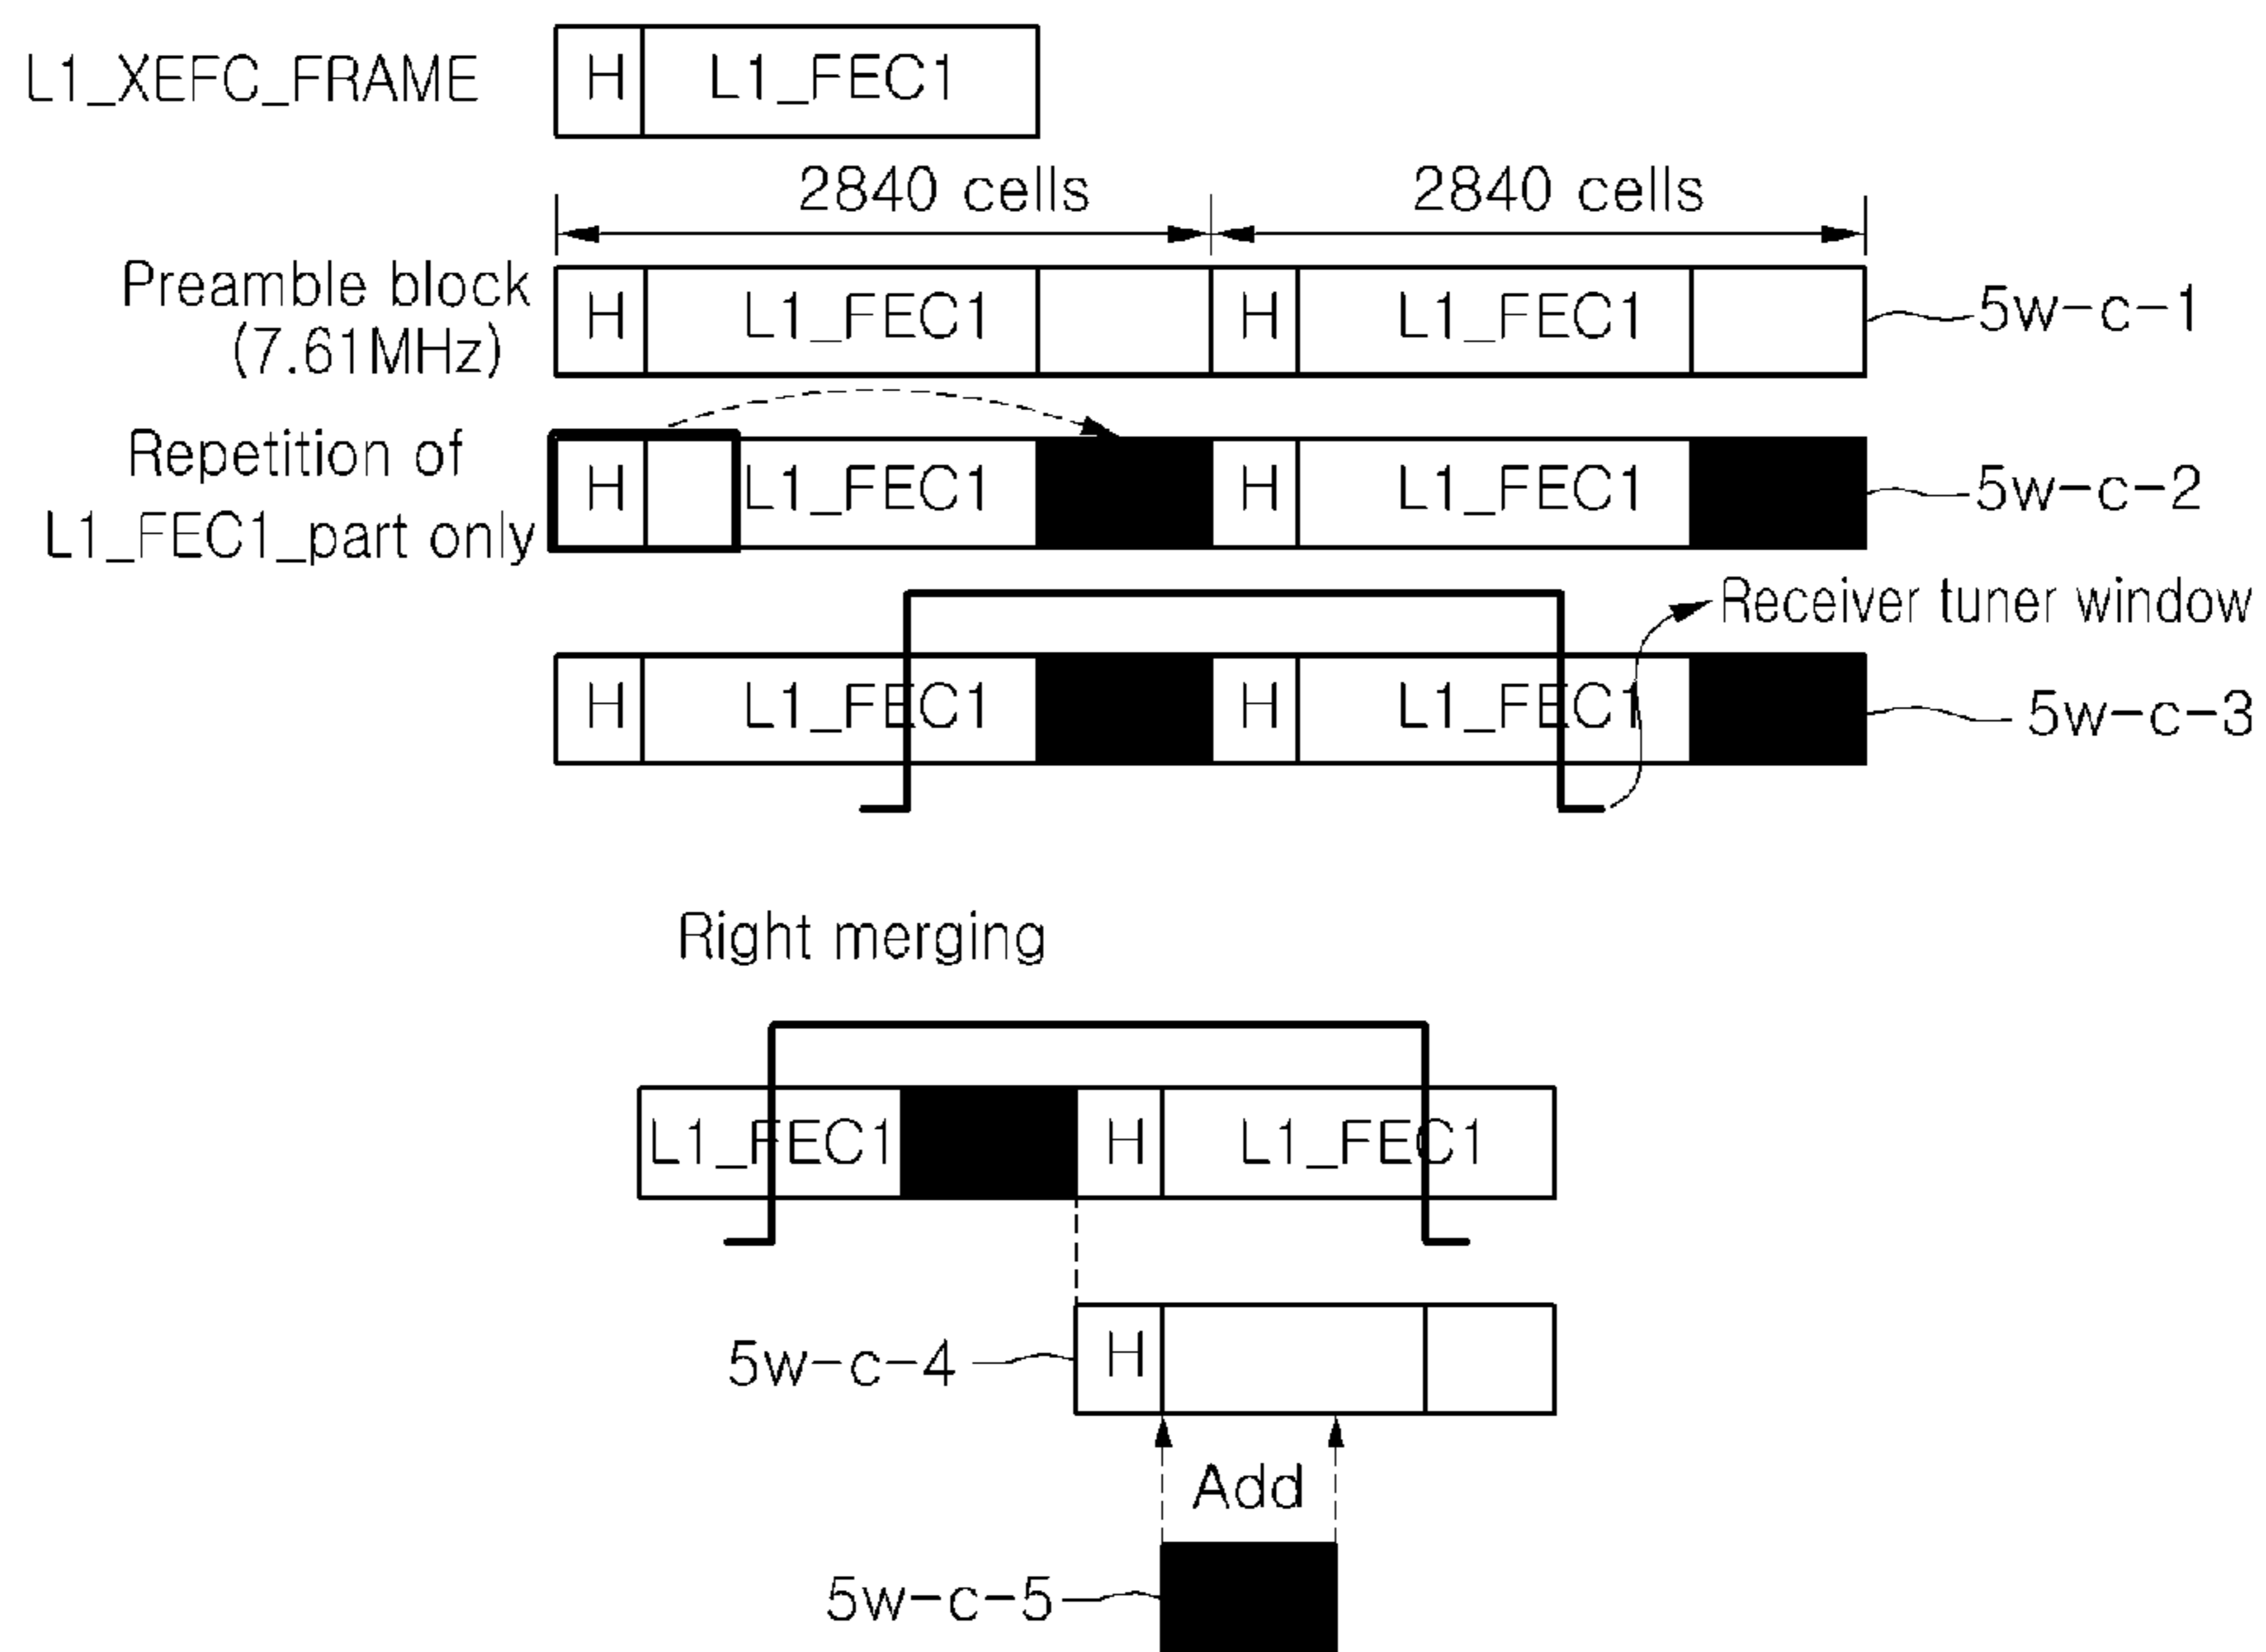 L1_XEFC_FRAME
H L1_FEC1
2840 cells 2840 cells
Preamble block
(7.61MHz)
H L1_FEC1 H L1_FEC1
5w-c-1
Repetition of
L1_FEC1_part only
H L1_FEC1 H L1_FEC1
5w-c-2
Receiver tuner window
H L1_FEC1 H L1_FEC1
5w-c-3
Right merging
L1_FEC1 H L1_FEC1
5w-c-4
H
Add
5w-c-5